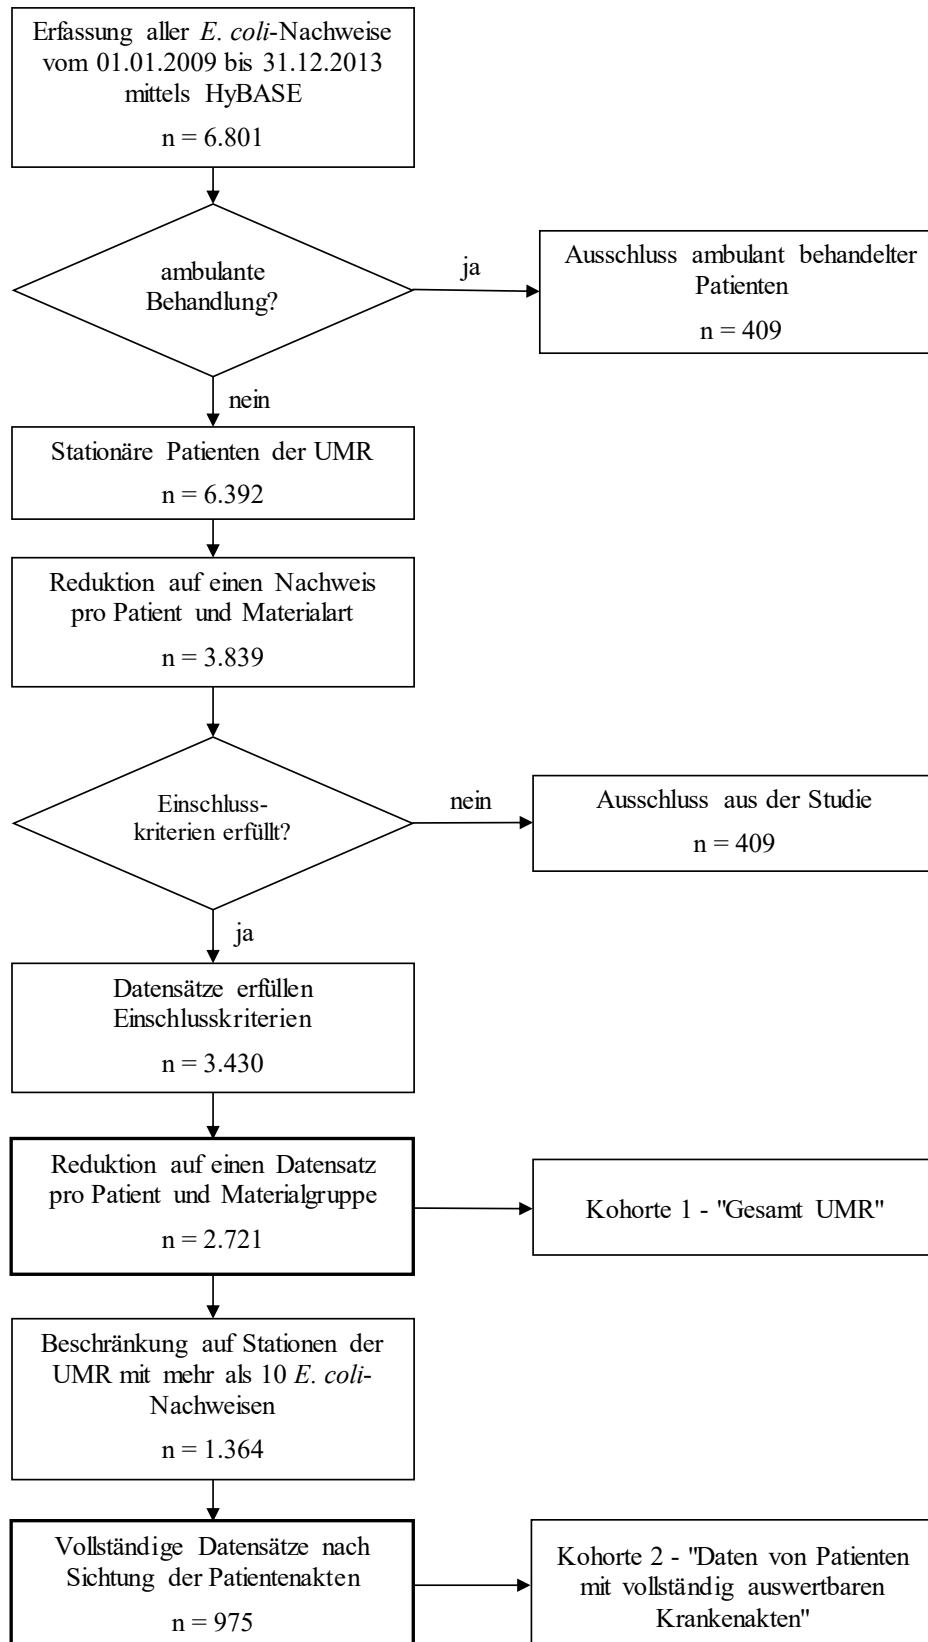 Erfassung aller E. coli-Nachweise
vom 01.01.2009 bis 31.12.2013
mittels HyBASE
n = 6.801
ambulante
Behandlung?
ja
Ausschluss ambulant behandelter
Patienten
n = 409
nein
Stationäre Patienten der UMR
n = 6.392
Reduktion auf einen Nachweis
pro Patient und Materialart
n = 3.839
Einschluss-
kriterien erfüllt?
nein
Ausschluss aus der Studie
n = 409
ja
Datensätze erfüllen
Einschlusskriterien
n = 3.430
Reduktion auf einen Datensatz
pro Patient und Materialgruppe
n = 2.721
Kohorte 1 - "Gesamt UMR"
Beschränkung auf Stationen der
UMR mit mehr als 10 E. coli-
Nachweisen
n = 1.364
Vollständige Datensätze nach
Sichtung der Patientenakten
n = 975
Kohorte 2 - "Daten von Patienten
mit vollständig auswertbaren
Krankenakten"